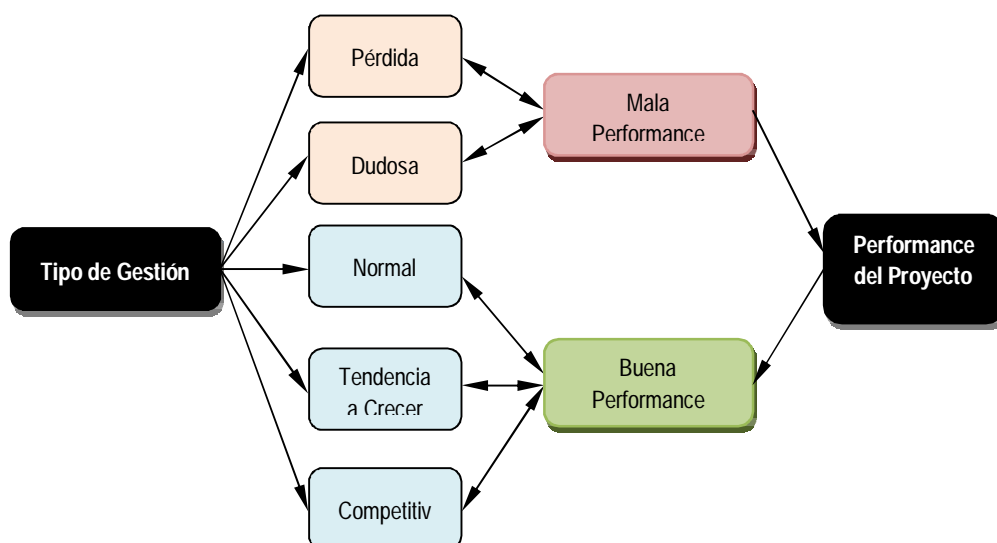 Pérdida
Mala
Performance
Dudosa
Tipo de Gestión
Normal
Performance
del Proyecto
Tendencia
a Crecer
Buena
Performance
Competitiv